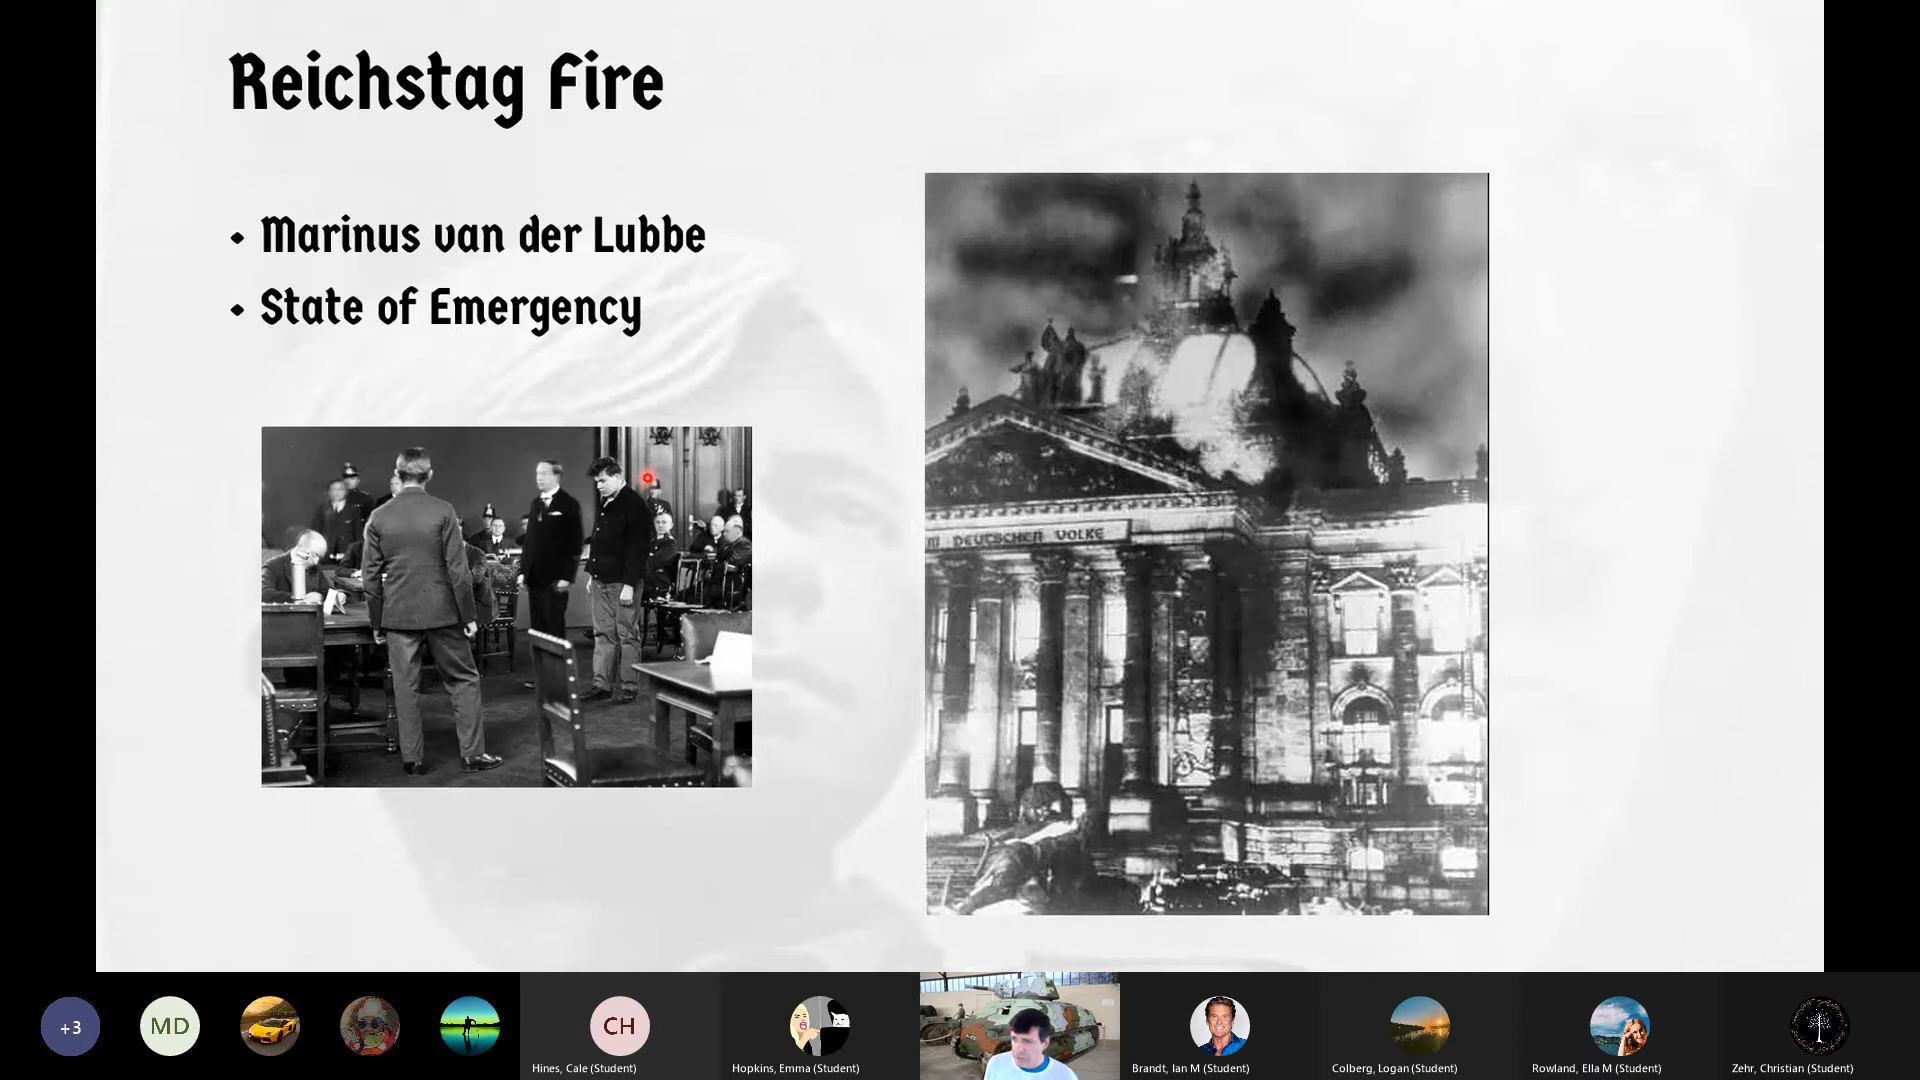 Reichstag Fire
• Marinus van der Lubbe
• State of Emergency
DEUTSCHEN VOLKE
+3
MD
CH
Hines, Cale (Student)
Hopkins, Emma (Student)
Brandt, Ian M (Student)
Colberg, Logan (Student)
Rowland, Ella M (Student)
Zehr, Christian (Student)